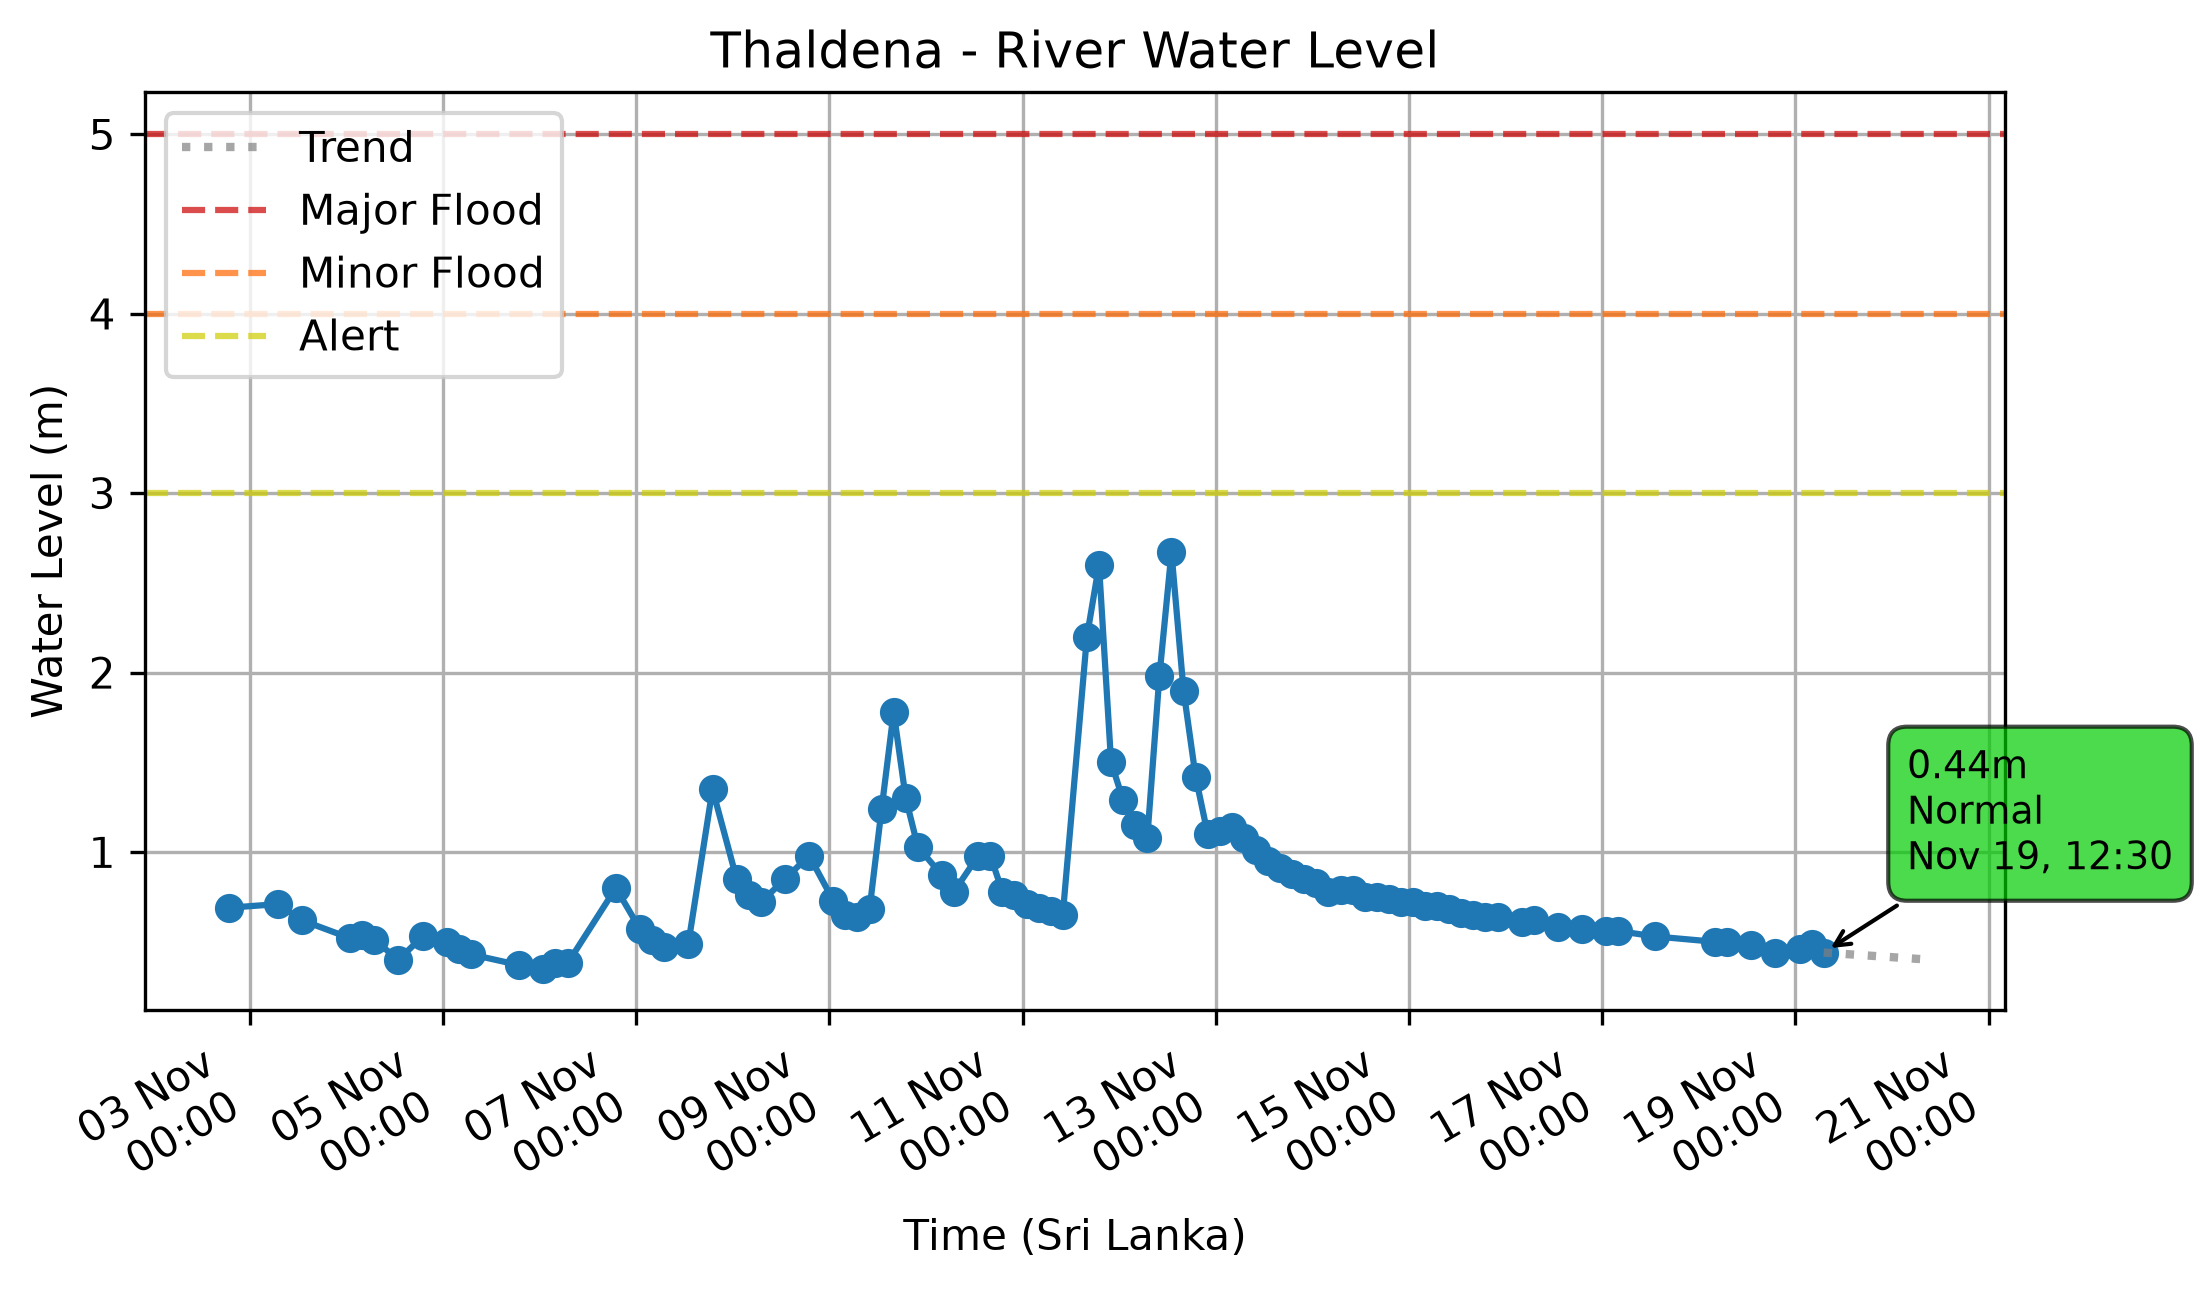 Thaldena - River Water Level
Trend
Major Flood
Minor Flood
Alert
5
4
3
2
1
Water Level (m)
0.44m
Normal
Nov 19, 12:30
03 Nov
00:00
05 Nov
00:00
07 Nov
00:00
09 Nov
00:00
11 Nov
00:00
13 Nov
00:00
15 Nov
00:00
17 Nov
00:00
19 Nov
00:00
21 Nov
00:00
Time (Sri Lanka)